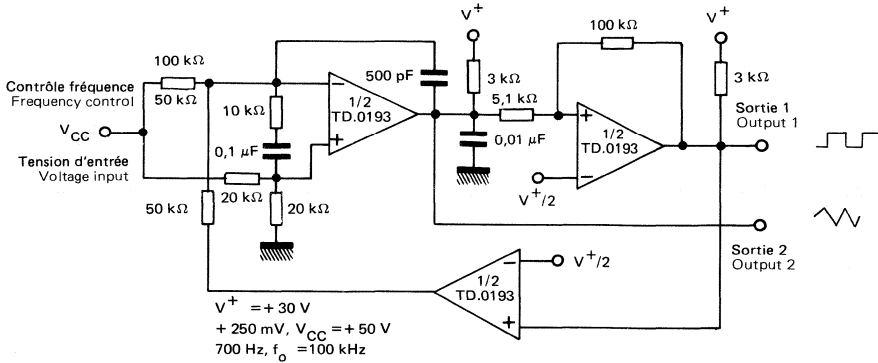 V+
V+
100 kΩ
100 kΩ
500 pF
3 kΩ
3 kΩ
Contrôle fréquence
Frequency control
50 kΩ
10 kΩ
−
1/2
TD.0193
+
5,1 kΩ
+
1/2
TD.0193
−
Sortie 1
Output 1
VCC
0,1 µF
0,01 µF
Tension d'entrée
Voltage input
20 kΩ
V+/2
50 kΩ
20 kΩ
Sortie 2
Output 2
−
1/2
TD.0193
+
V+/2
V+ = + 30 V
+ 250 mV, VCC = + 50 V
700 Hz, fo = 100 kHz